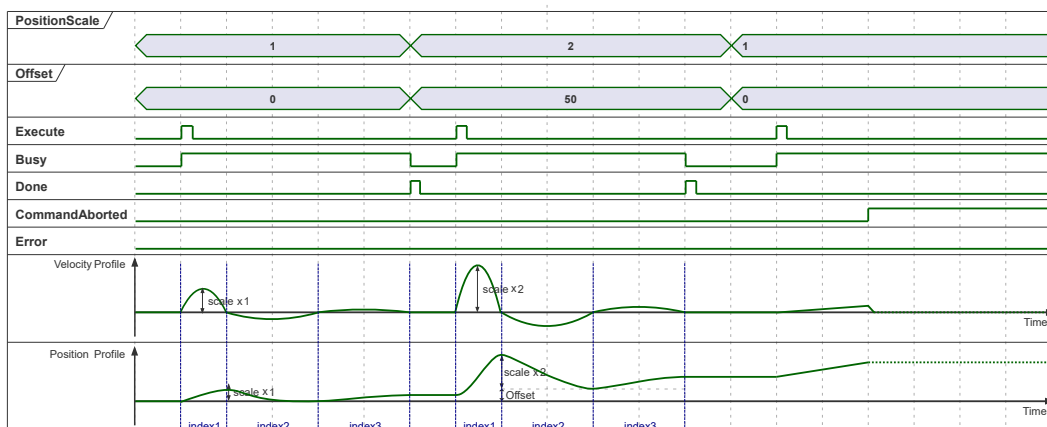 PositionScale
1
2
1
Offset
0
50
0
Execute
Busy
Done
CommandAborted
Error
Velocity Profile
scale x1
scale x2
Time
Position Profile
scale x1
scale x2
Offset
Time
index1
index2
index3
index1
index2
index3